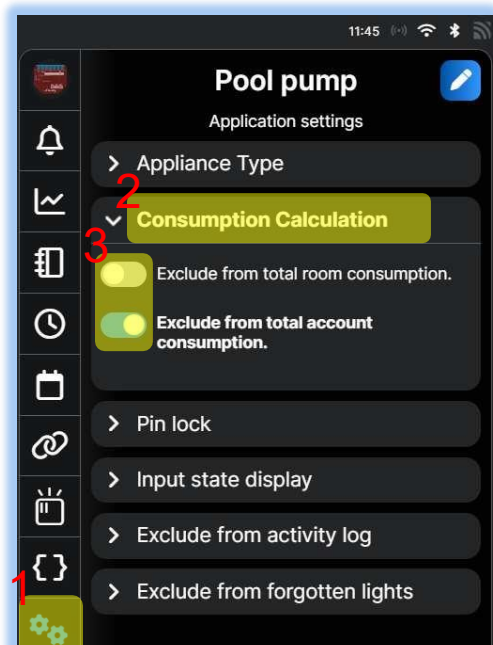 11:45
Pool pump
Application settings
Appliance Type
2
Consumption Calculation
3
Exclude from total room consumption.
Exclude from total account
consumption.
Pin lock
Input state display
Exclude from activity log
{}
1
Exclude from forgotten lights